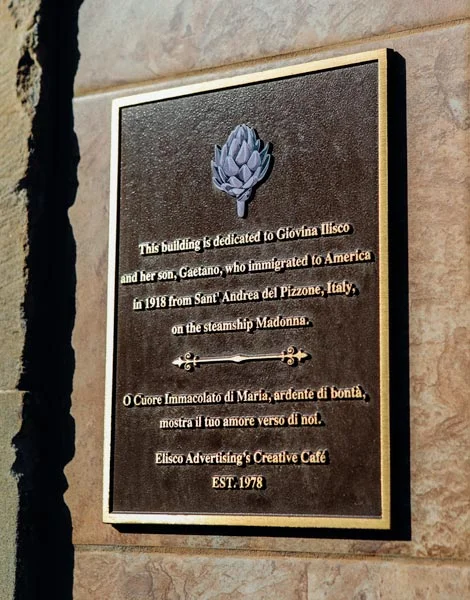 This building is dedicated to Giovina Ilisco
and her son, Gaetano, who immigrated to America
in 1918 from Sant' Andrea del Pizzone, Italy,
on the steamship Madonna.
O Cuore Immacolato di Maria, ardente di bontà,
mostra il tuo amore verso di noi.
Elisco Advertising's Creative Café
EST. 1978